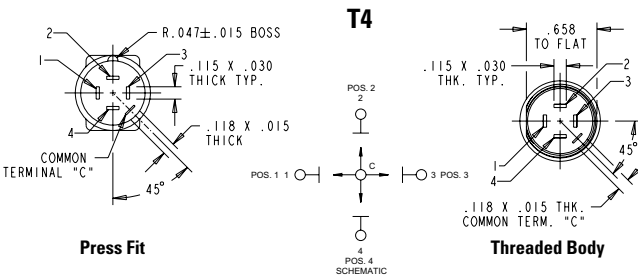 T4
2
R.047±.015 BOSS
1
3
.115 X .030
THICK TYP.
4
.118 X .015
THICK
COMMON
TERMINAL "C"
45°
Press Fit
POS. 2
2
C
POS. 1 1
3 POS. 3
4
POS. 4
SCHEMATIC
.658
TO FLAT
.115 X .030
THK. TYP.
2
3
1
4
45°
.118 X .015 THK.
COMMON TERM. "C"
Threaded Body